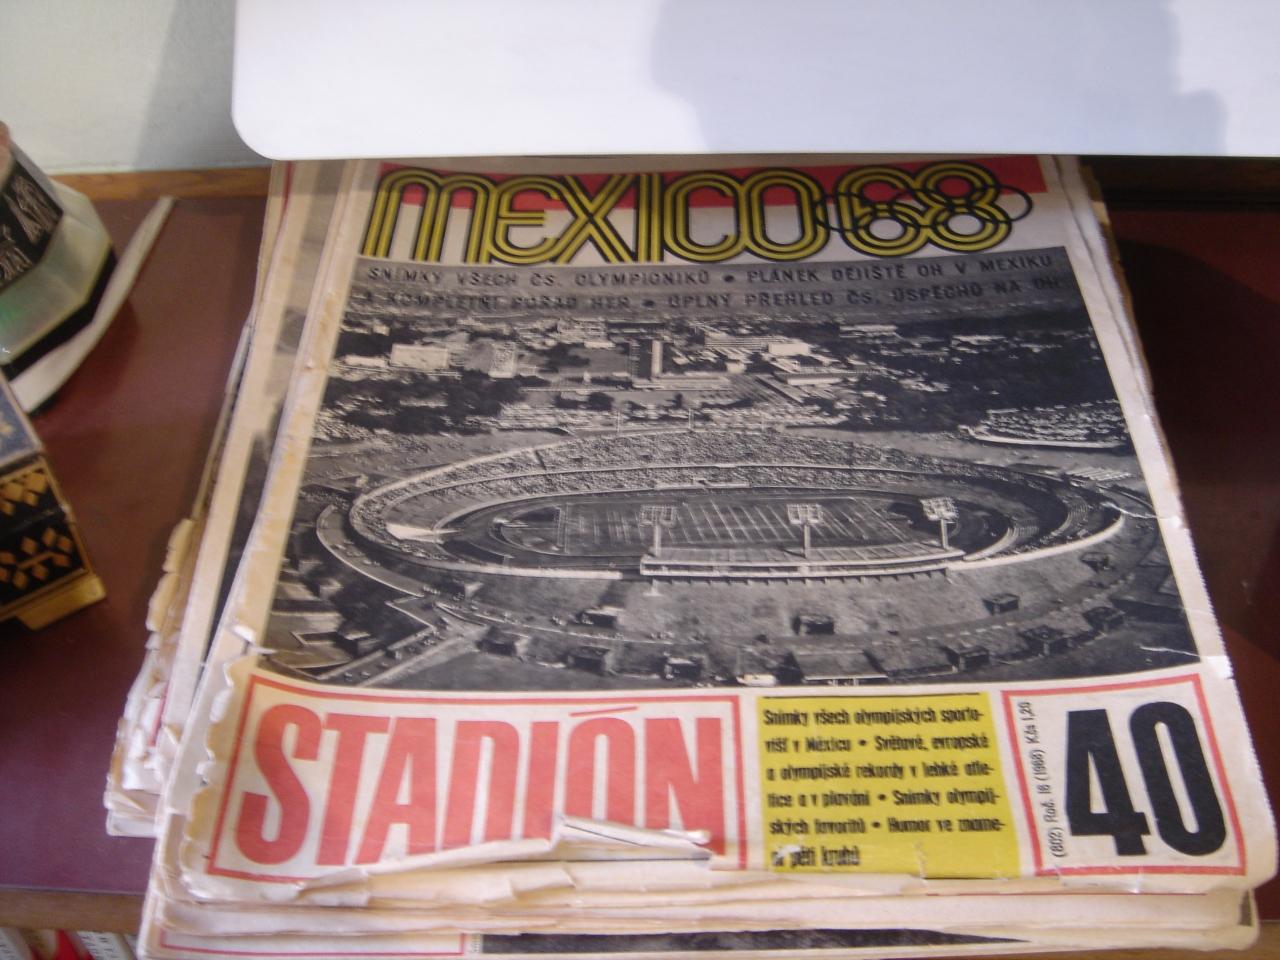 MEXICO 68
SNÍMKY VŠECH ČS. OLYMPIONIKŮ • PLÁNEK DĚJIŠTĚ OH V MEXIKU
A KOMPLETNÍ POŘAD HER • ÚPLNÝ PŘEHLED ČS. ÚSPĚCHŮ NA OH
STADIÓN
Snímky všech olympijských sporto-
višť v Méxicu • Světové, evropské
a olympijské rekordy v lehké atle-
tice a v plavání • Snímky olympij-
ských favoritů • Humor ve zname-
ní pěti kruhů
(802) Roč. 16 (1968) Kčs 1,20
40